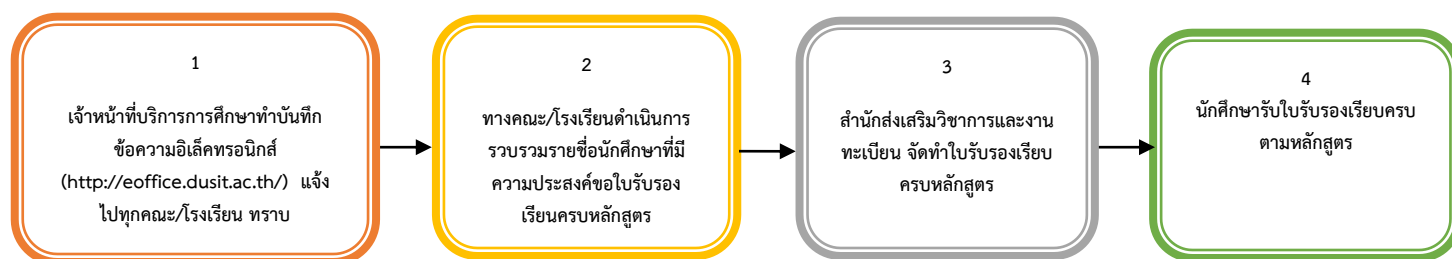 1
เจ้าหน้าที่บริการการศึกษาทำบันทึก
ข้อความอิเล็คทรอนิกส์
(http://eoffice.dusit.ac.th/) แจ้ง
ไปทุกคณะ/โรงเรียน ทราบ
2
ทางคณะ/โรงเรียนดำเนินการ
รวบรวมรายชื่อนักศึกษาที่มี
ความประสงค์ขอใบรับรอง
เรียนครบหลักสูตร
3
สำนักส่งเสริมวิชาการและงาน
ทะเบียน จัดทำใบรับรองเรียบ
ครบหลักสูตร
4
นักศึกษารับใบรับรองเรียบครบ
ตามหลักสูตร